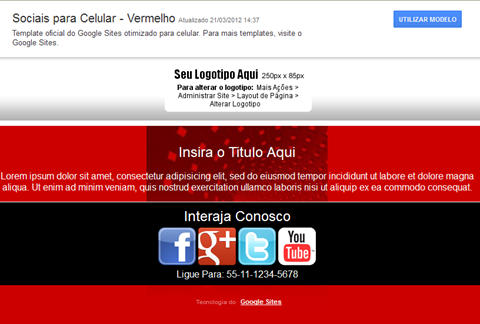 Sociais para Celular - Vermelho Atualizado 21/03/2012 14:37
UTILIZAR MODELO
Template oficial do Google Sites otimizado para celular. Para mais templates, visite o
Google Sites.
Seu Logotipo Aqui 250px x 85px
Para alterar o logotipo: Mais Ações >
Administrar Site > Layout de Página >
Alterar Logotipo
Insira o Titulo Aqui
Lorem ipsum dolor sit amet, consectetur adipisicing elit, sed do eiusmod tempor incididunt ut labore et dolore magna
aliqua. Ut enim ad minim veniam, quis nostrud exercitation ullamco laboris nisi ut aliquip ex ea commodo consequat.
Interaja Conosco
f g+ t You Tube
Ligue Para: 55-11-1234-5678
Tecnologia do Google Sites